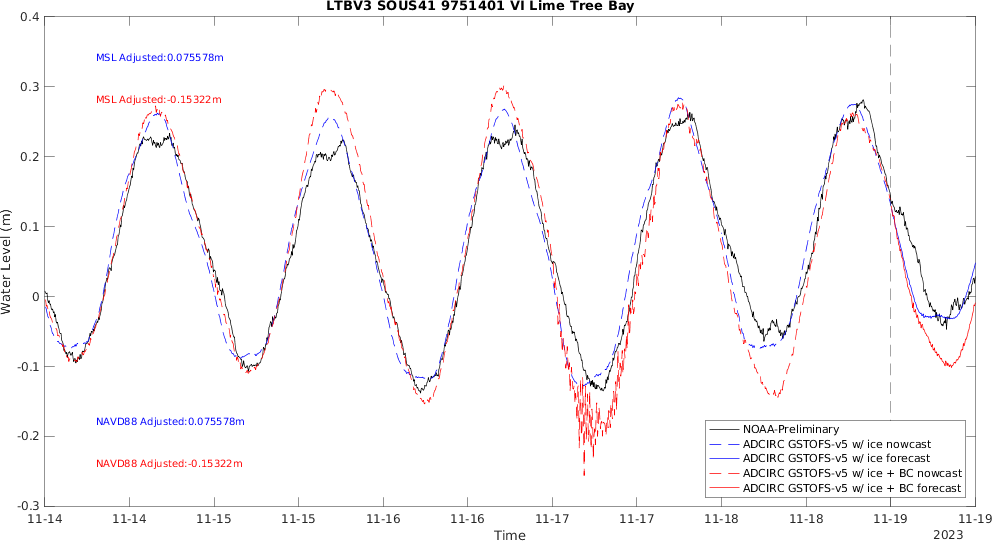 LTBV3 SOUS41 9751401 VI Lime Tree Bay
0.4
0.3
0.2
0.1
0
-0.1
-0.2
-0.3
Water Level (m)
MSL Adjusted:0.075578m
MSL Adjusted:-0.15322m
NAVD88 Adjusted:0.075578m
NAVD88 Adjusted:-0.15322m
NOAA-Preliminary
ADCIRC GSTOFS-v5 w/ ice nowcast
ADCIRC GSTOFS-v5 w/ ice forecast
ADCIRC GSTOFS-v5 w/ ice + BC nowcast
ADCIRC GSTOFS-v5 w/ ice + BC forecast
11-14 11-14 11-15 11-15 11-16 11-16 11-17 11-17 11-18 11-18 11-19 11-19
Time
2023